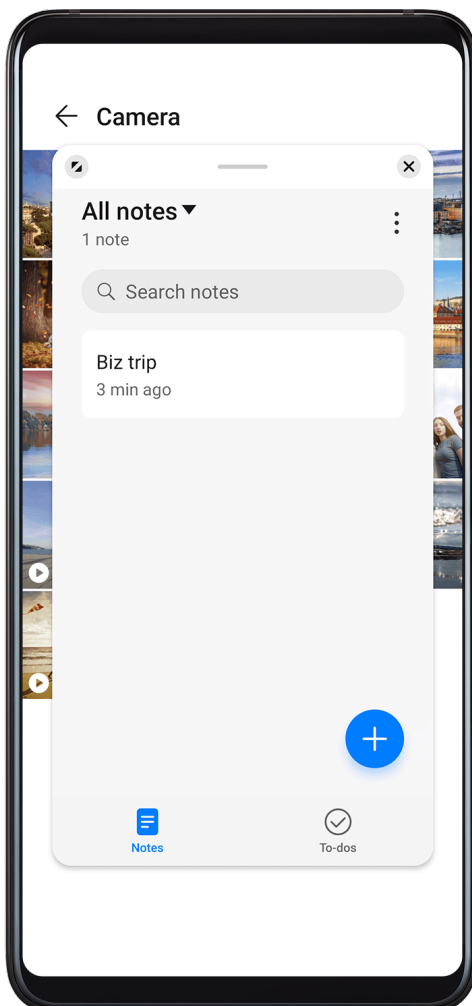 Camera
All notes
1 note
Search notes
Biz trip
3 min ago
Notes
To-dos